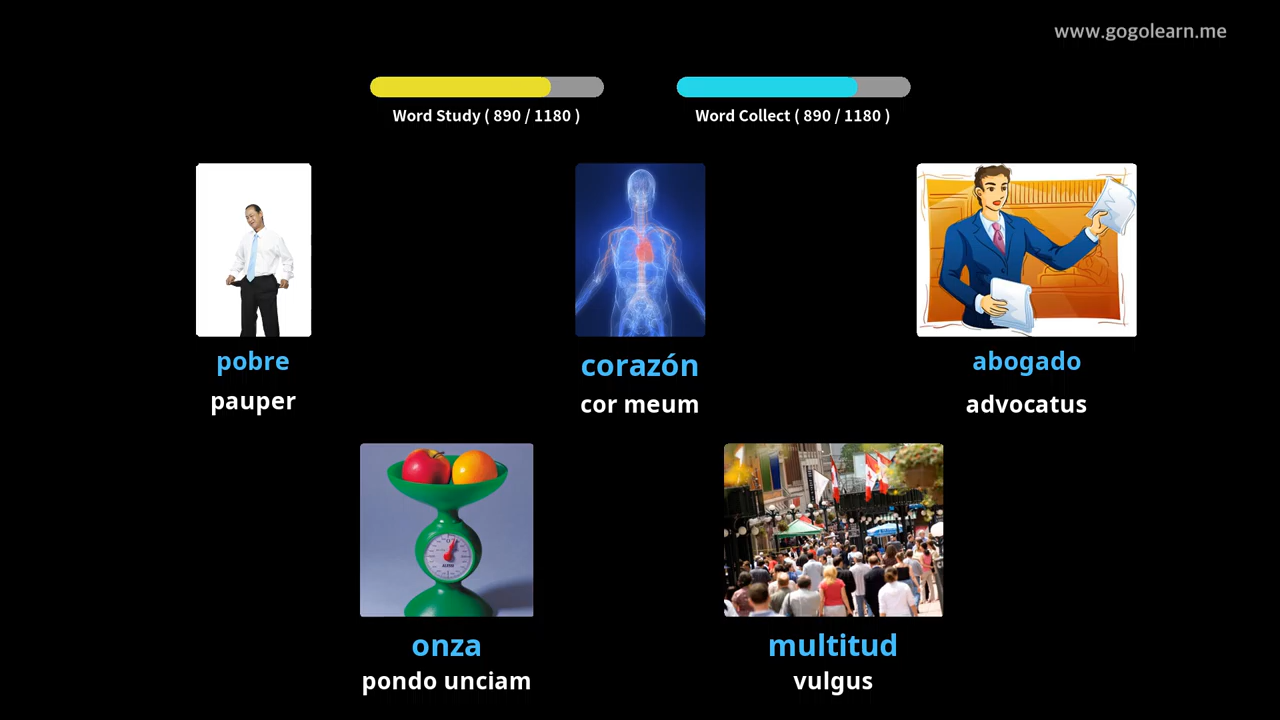 www.gogolearn.me
Word Study ( 890 / 1180 )
Word Collect ( 890 / 1180 )
pobre
pauper
corazón
cor meum
abogado
advocatus
onza
pondo unciam
multitud
vulgus